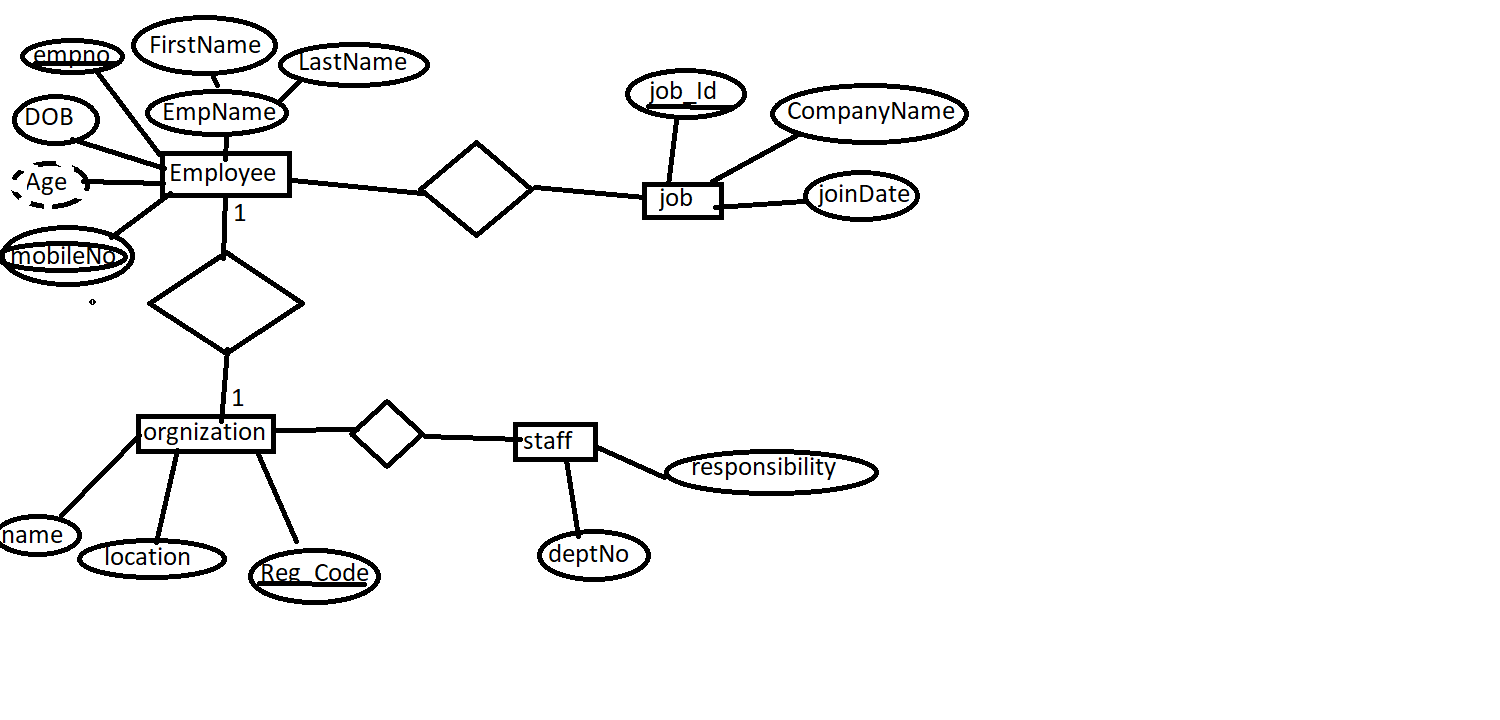 empno
FirstName
LastName
DOB
EmpName
Age
Employee
mobileNo
1
job_Id
CompanyName
job
joinDate
1
orgnization
staff
responsibility
name
location
Reg_Code
deptNo